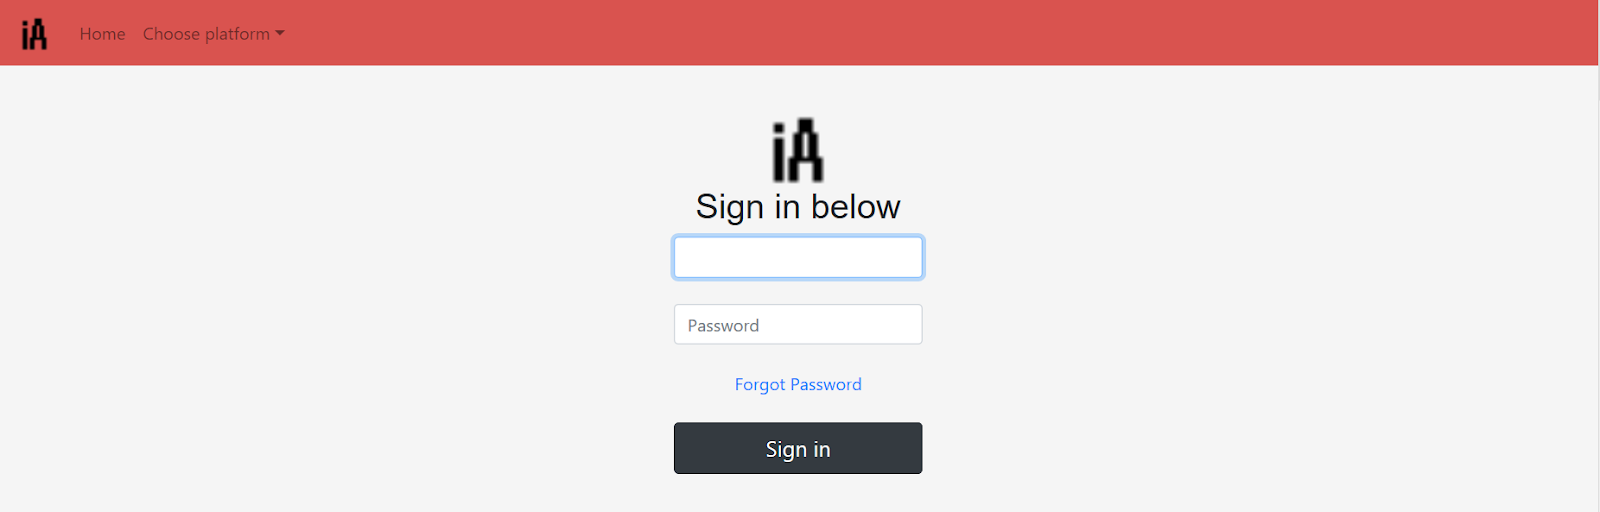 iA Home Choose platform
iA
Sign in below
Password
Forgot Password
Sign in